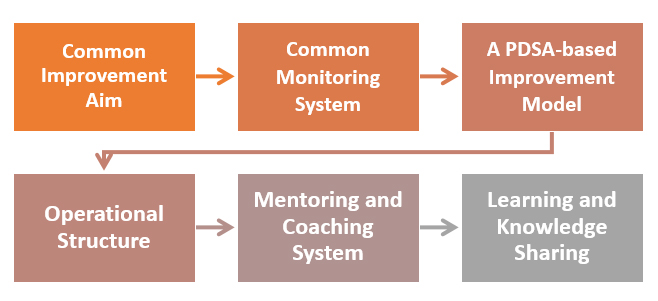 Common
Improvement
Aim
Common
Monitoring
System
A PDSA-based
Improvement
Model
Operational
Structure
Mentoring and
Coaching
System
Learning and
Knowledge
Sharing